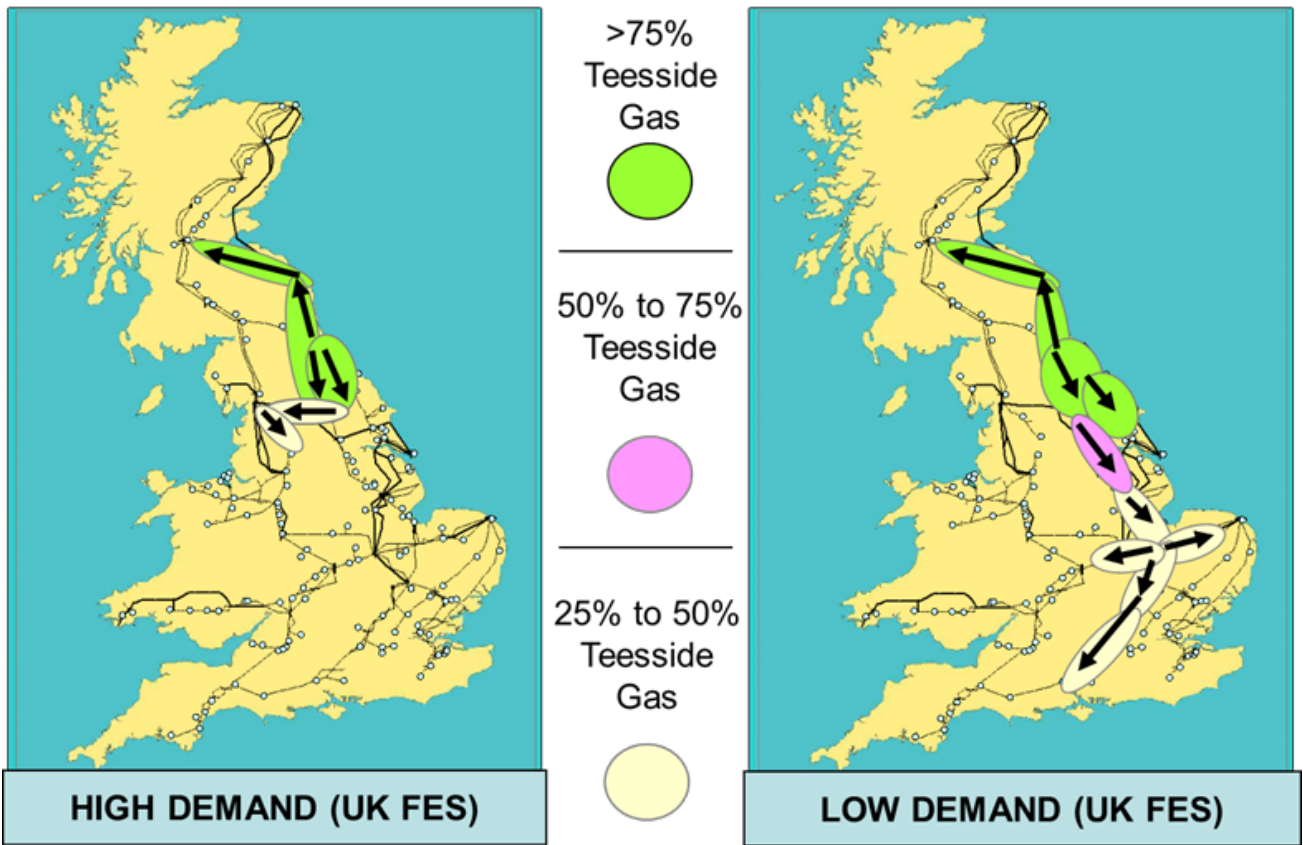 >75%
Teesside
Gas
50% to 75%
Teesside
Gas
25% to 50%
Teesside
Gas
HIGH DEMAND (UK FES)
LOW DEMAND (UK FES)